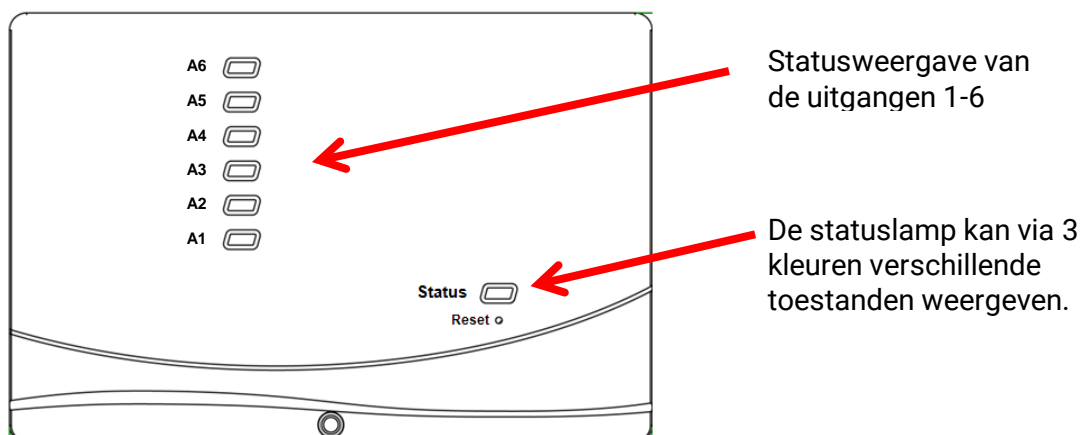 A6
A5
A4
A3
A2
A1
Status
Reset
Statusweergave van
de uitgangen 1-6
De statuslamp kan via 3
kleuren verschillende
toestanden weergeven.